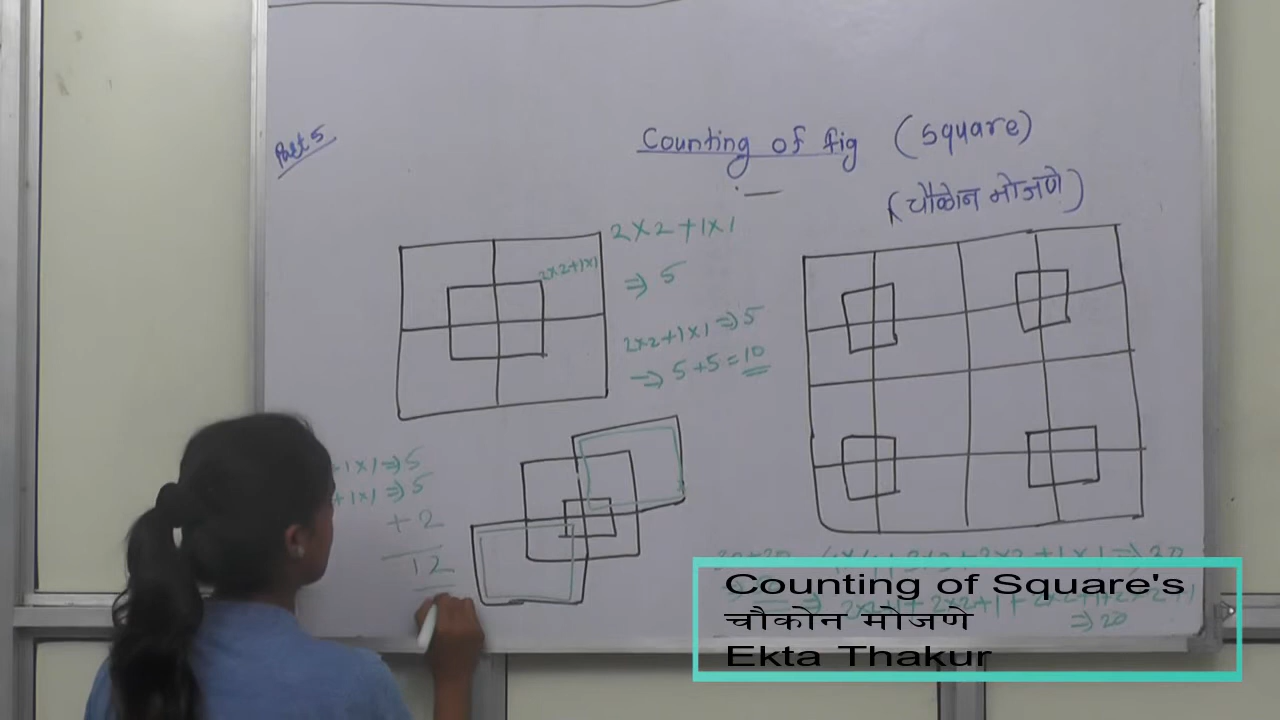 Part 5
Counting of fig (square)
(चौकोन मोजणे)
2x2+1x1
2x2+1x1
⇒ 5
2x2+1x1⇒5
→ 5+5=10
1x1⇒5
+1x1⇒5
+2
12
⇒20
Counting of Square's
चौकोन मोजणे
Ekta Thakur